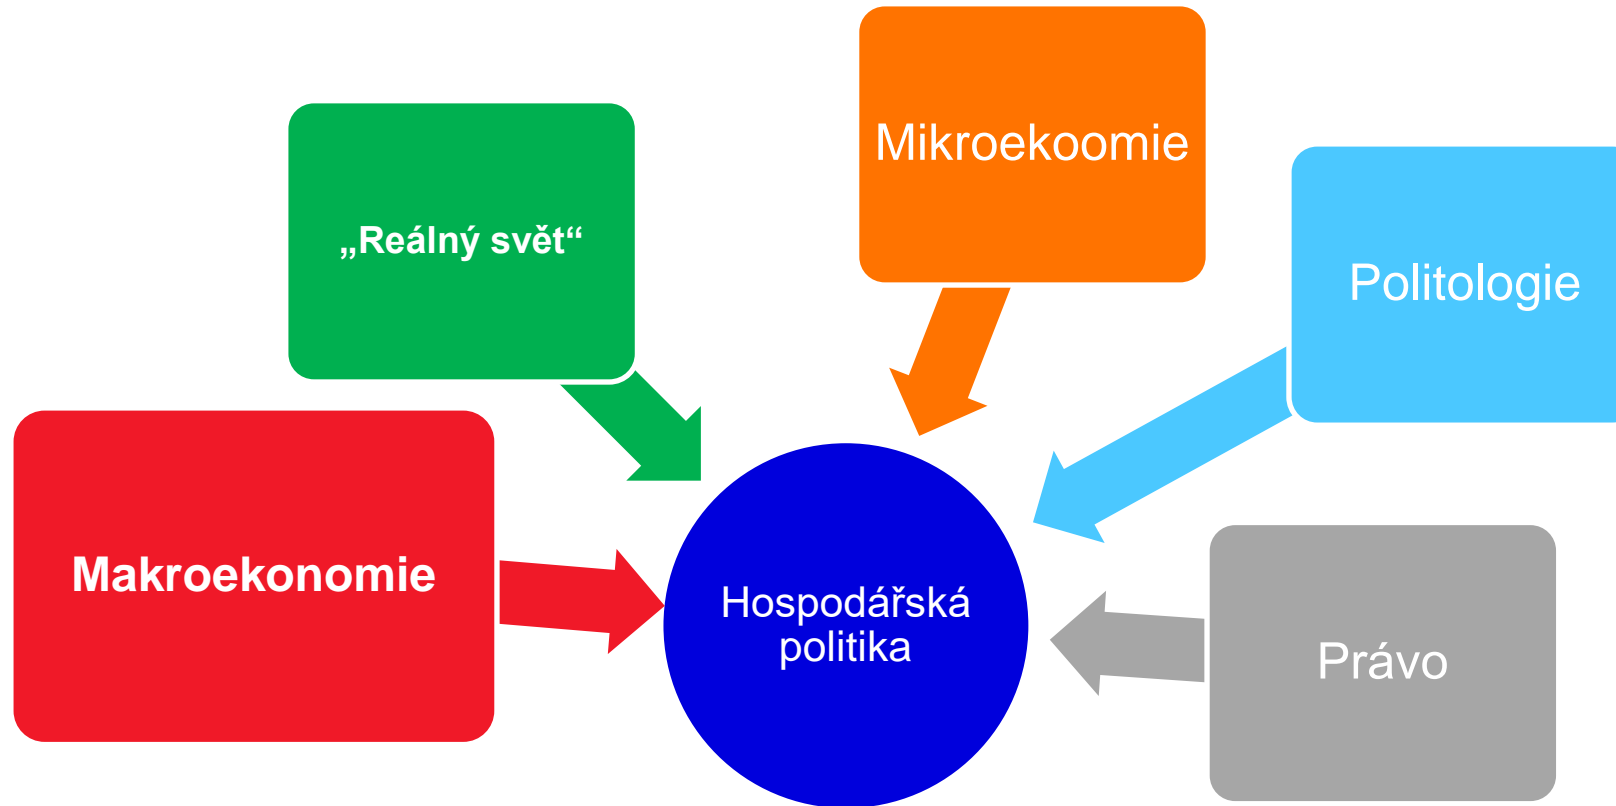 Mikroekoomie
„Reálný svět“
Politologie
Makroekonomie
Hospodářská
politika
Právo